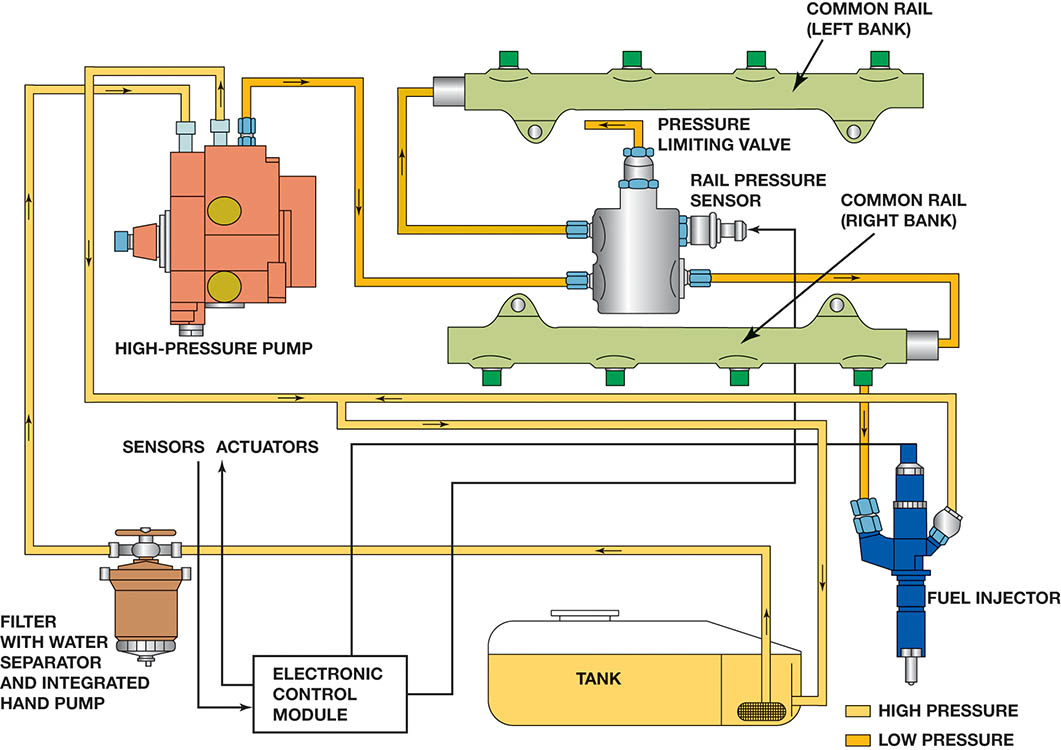 COMMON RAIL
(LEFT BANK)
PRESSURE
LIMITING VALVE
RAIL PRESSURE
SENSOR
COMMON RAIL
(RIGHT BANK)
HIGH-PRESSURE PUMP
SENSORS ACTUATORS
FUEL INJECTOR
FILTER
WITH WATER
SEPARATOR
AND INTEGRATED
HAND PUMP
ELECTRONIC
CONTROL
MODULE
TANK
HIGH PRESSURE
LOW PRESSURE